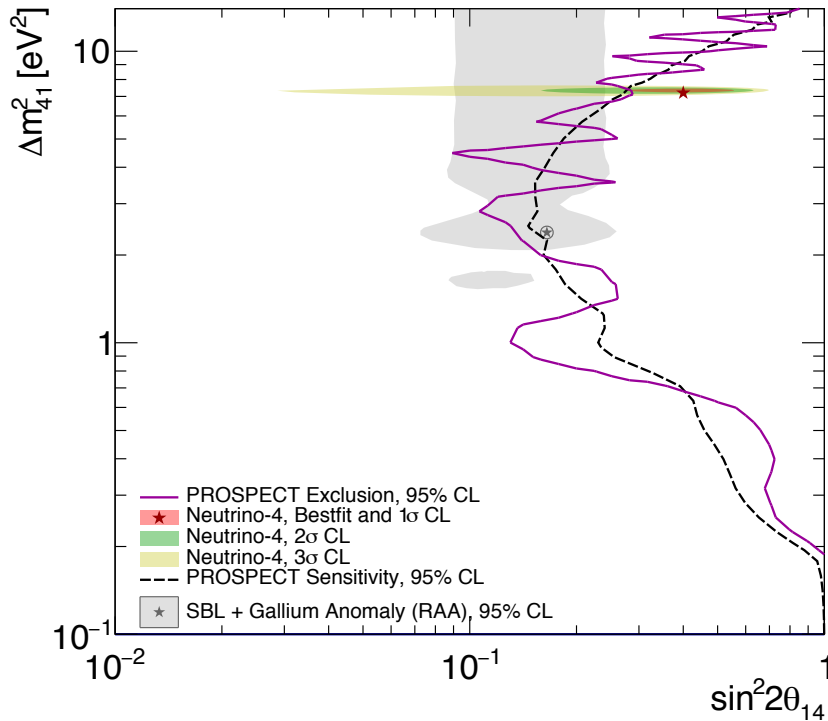 Δm²₄₁ [eV²]
10
1
10⁻¹
PROSPECT Exclusion, 95% CL
Neutrino-4, Bestfit and 1σ CL
Neutrino-4, 2σ CL
Neutrino-4, 3σ CL
PROSPECT Sensitivity, 95% CL
SBL + Gallium Anomaly (RAA), 95% CL
10⁻² 10⁻¹ 1
sin²2θ₁₄